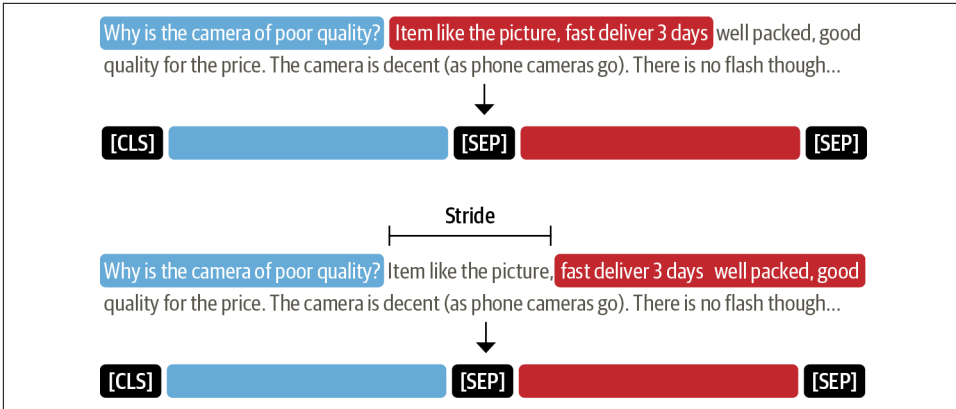 Why is the camera of poor quality? Item like the picture, fast deliver 3 days well packed, good
quality for the price. The camera is decent (as phone cameras go). There is no flash though...
[CLS] [SEP] [SEP]
Stride
Why is the camera of poor quality? Item like the picture, fast deliver 3 days well packed, good
quality for the price. The camera is decent (as phone cameras go). There is no flash though...
[CLS] [SEP] [SEP]